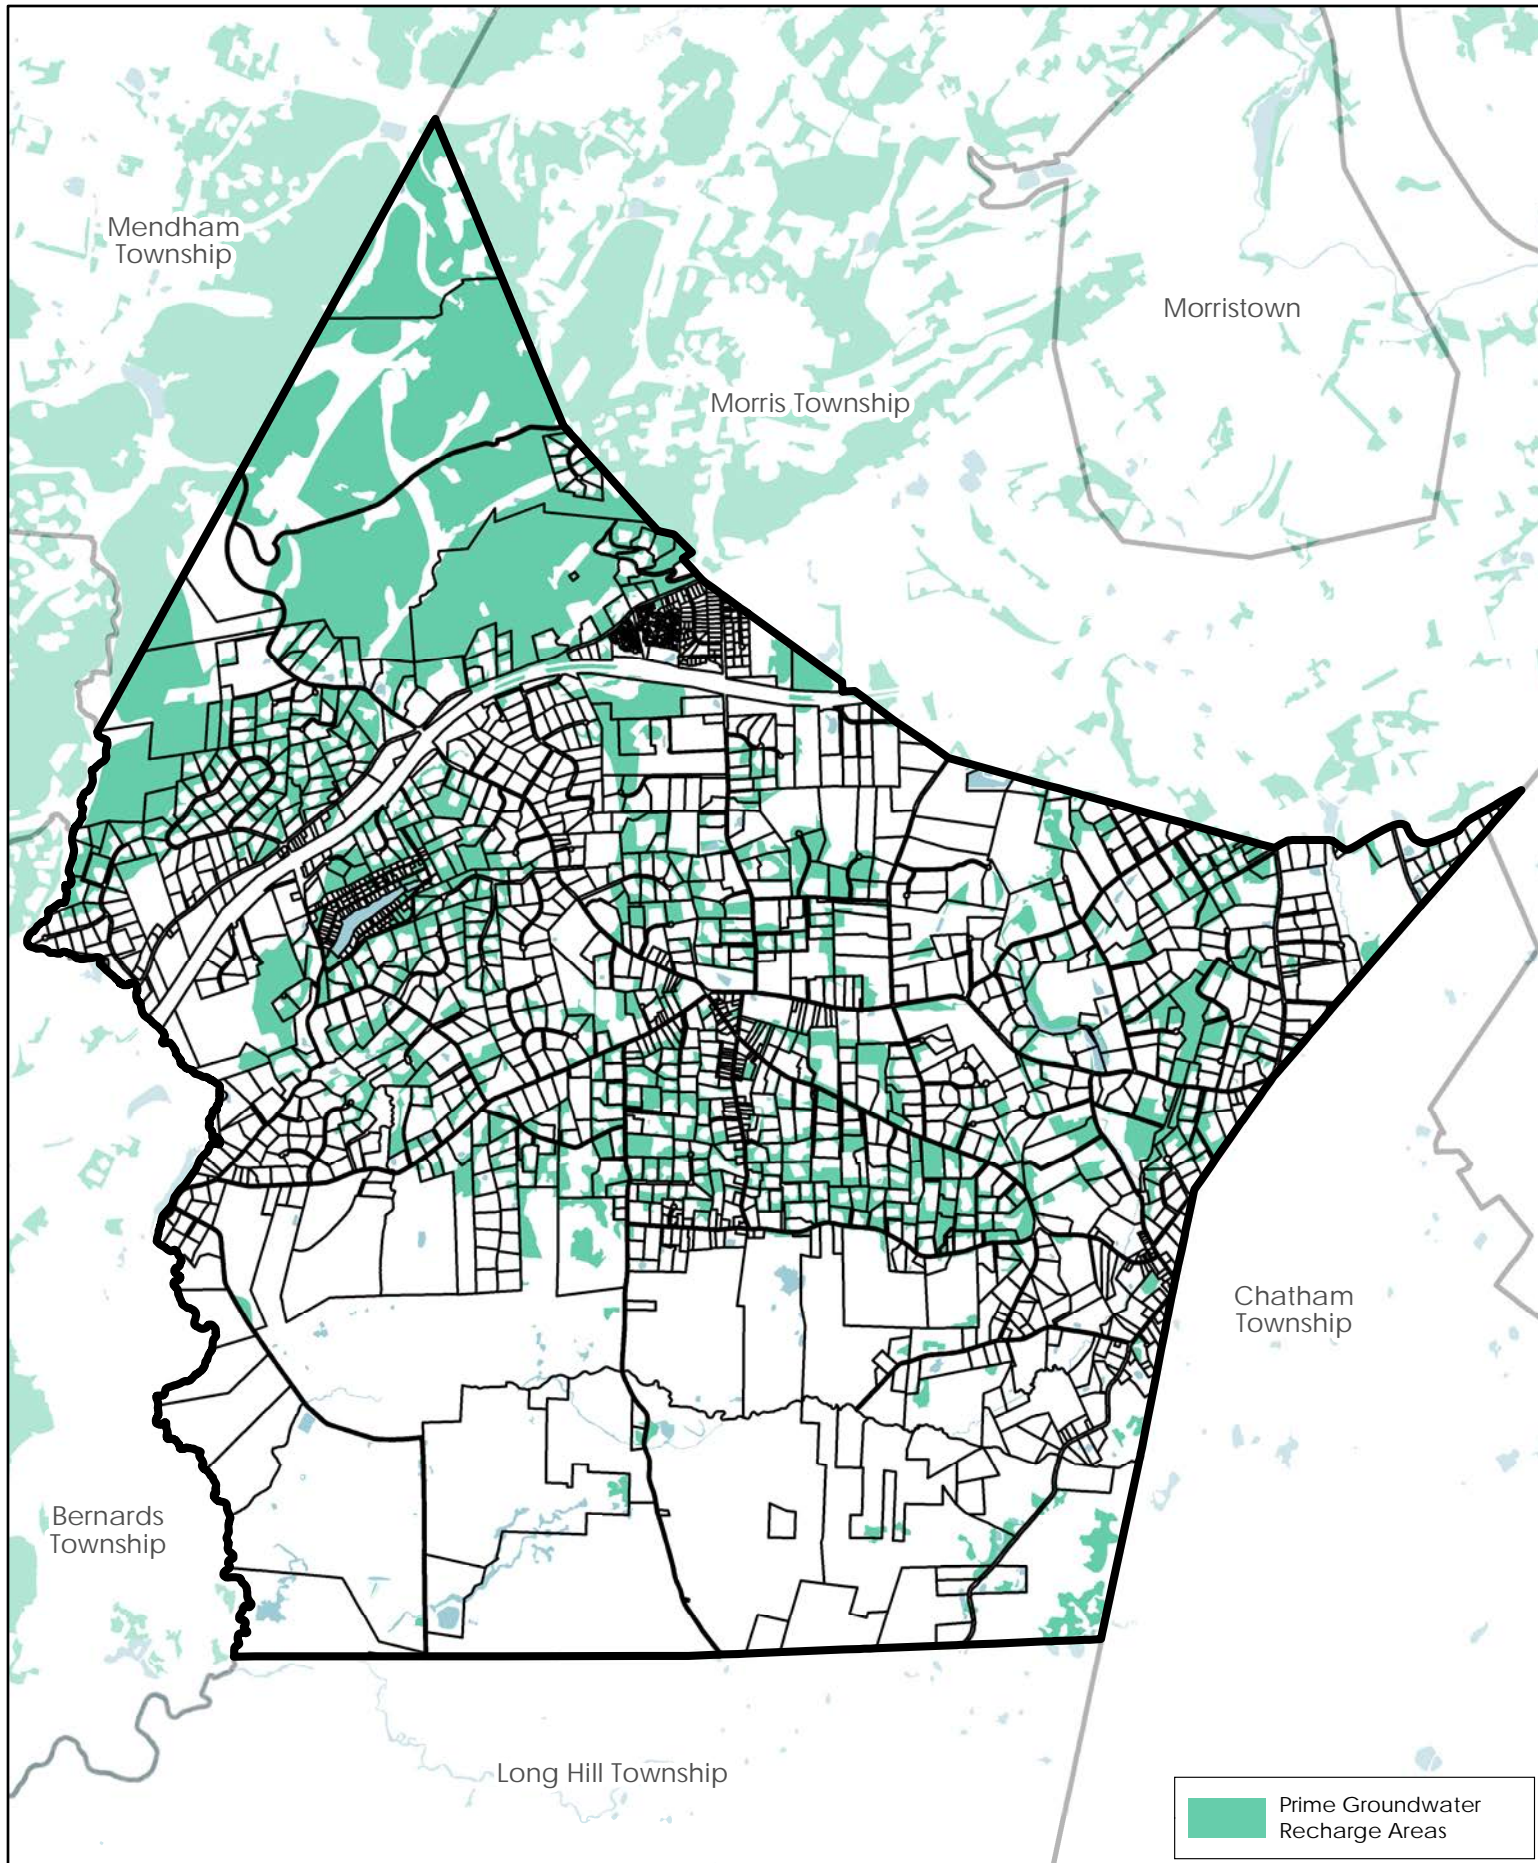 Mendham
Township
Morristown
Morris Township
Chatham
Township
Bernards
Township
Long Hill Township
Prime Groundwater
Recharge Areas